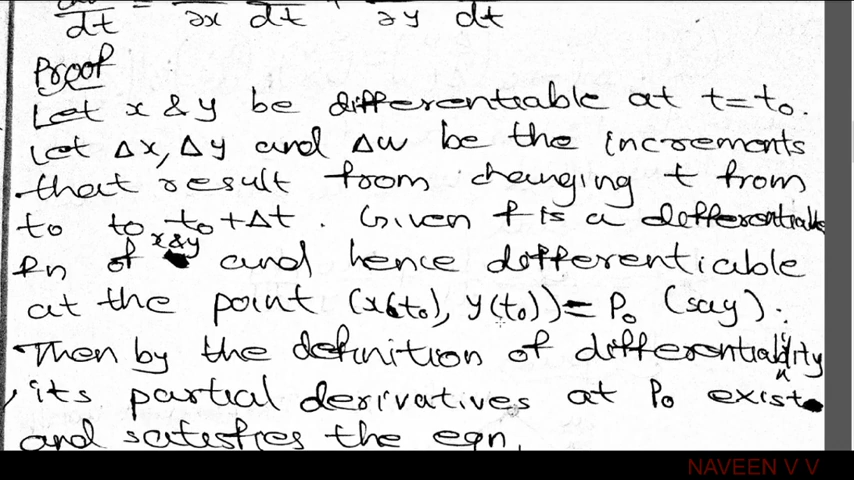 dw/dt = ∂x dt + ∂y dt
Proof
Let x & y be differentiable at t=t₀.
Let Δx, Δy and Δw be the increments
that result from changing t from
t₀ to t₀+Δt. Given f is a differentiable
fn of x&y and hence differenticable
at the point (x(t₀), y(t₀)) = P₀ (say).
Then by the definition of differentiability
its partial derivatives at P₀ exist
and satisfies the eqn.
NAVEEN V V